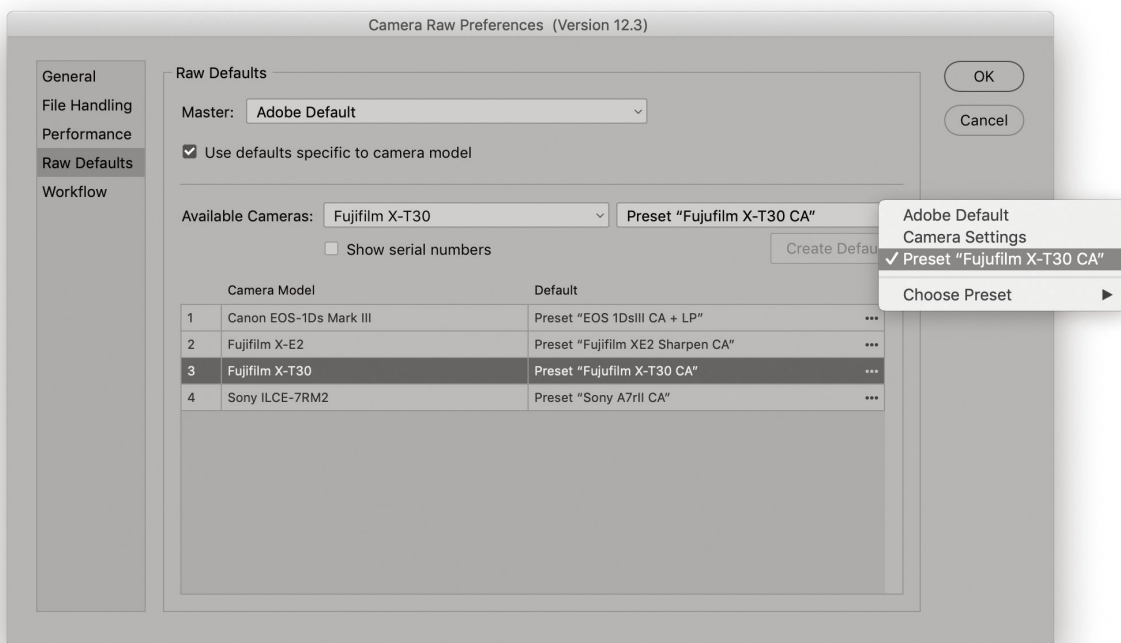 Camera Raw Preferences (Version 12.3)
General
File Handling
Performance
Raw Defaults
Workflow
Raw Defaults
Master: Adobe Default
Use defaults specific to camera model
Available Cameras: Fujifilm X-T30 Preset “Fujufilm X-T30 CA”
Show serial numbers
Create Defau
Camera Model Default
1 Canon EOS-1Ds Mark III Preset “EOS 1DsIII CA + LP” •••
2 Fujifilm X-E2 Preset “Fujifilm XE2 Sharpen CA” •••
3 Fujifilm X-T30 Preset “Fujufilm X-T30 CA” •••
4 Sony ILCE-7RM2 Preset “Sony A7rII CA” •••
OK
Cancel
Adobe Default
Camera Settings
✓ Preset “Fujufilm X-T30 CA”
Choose Preset